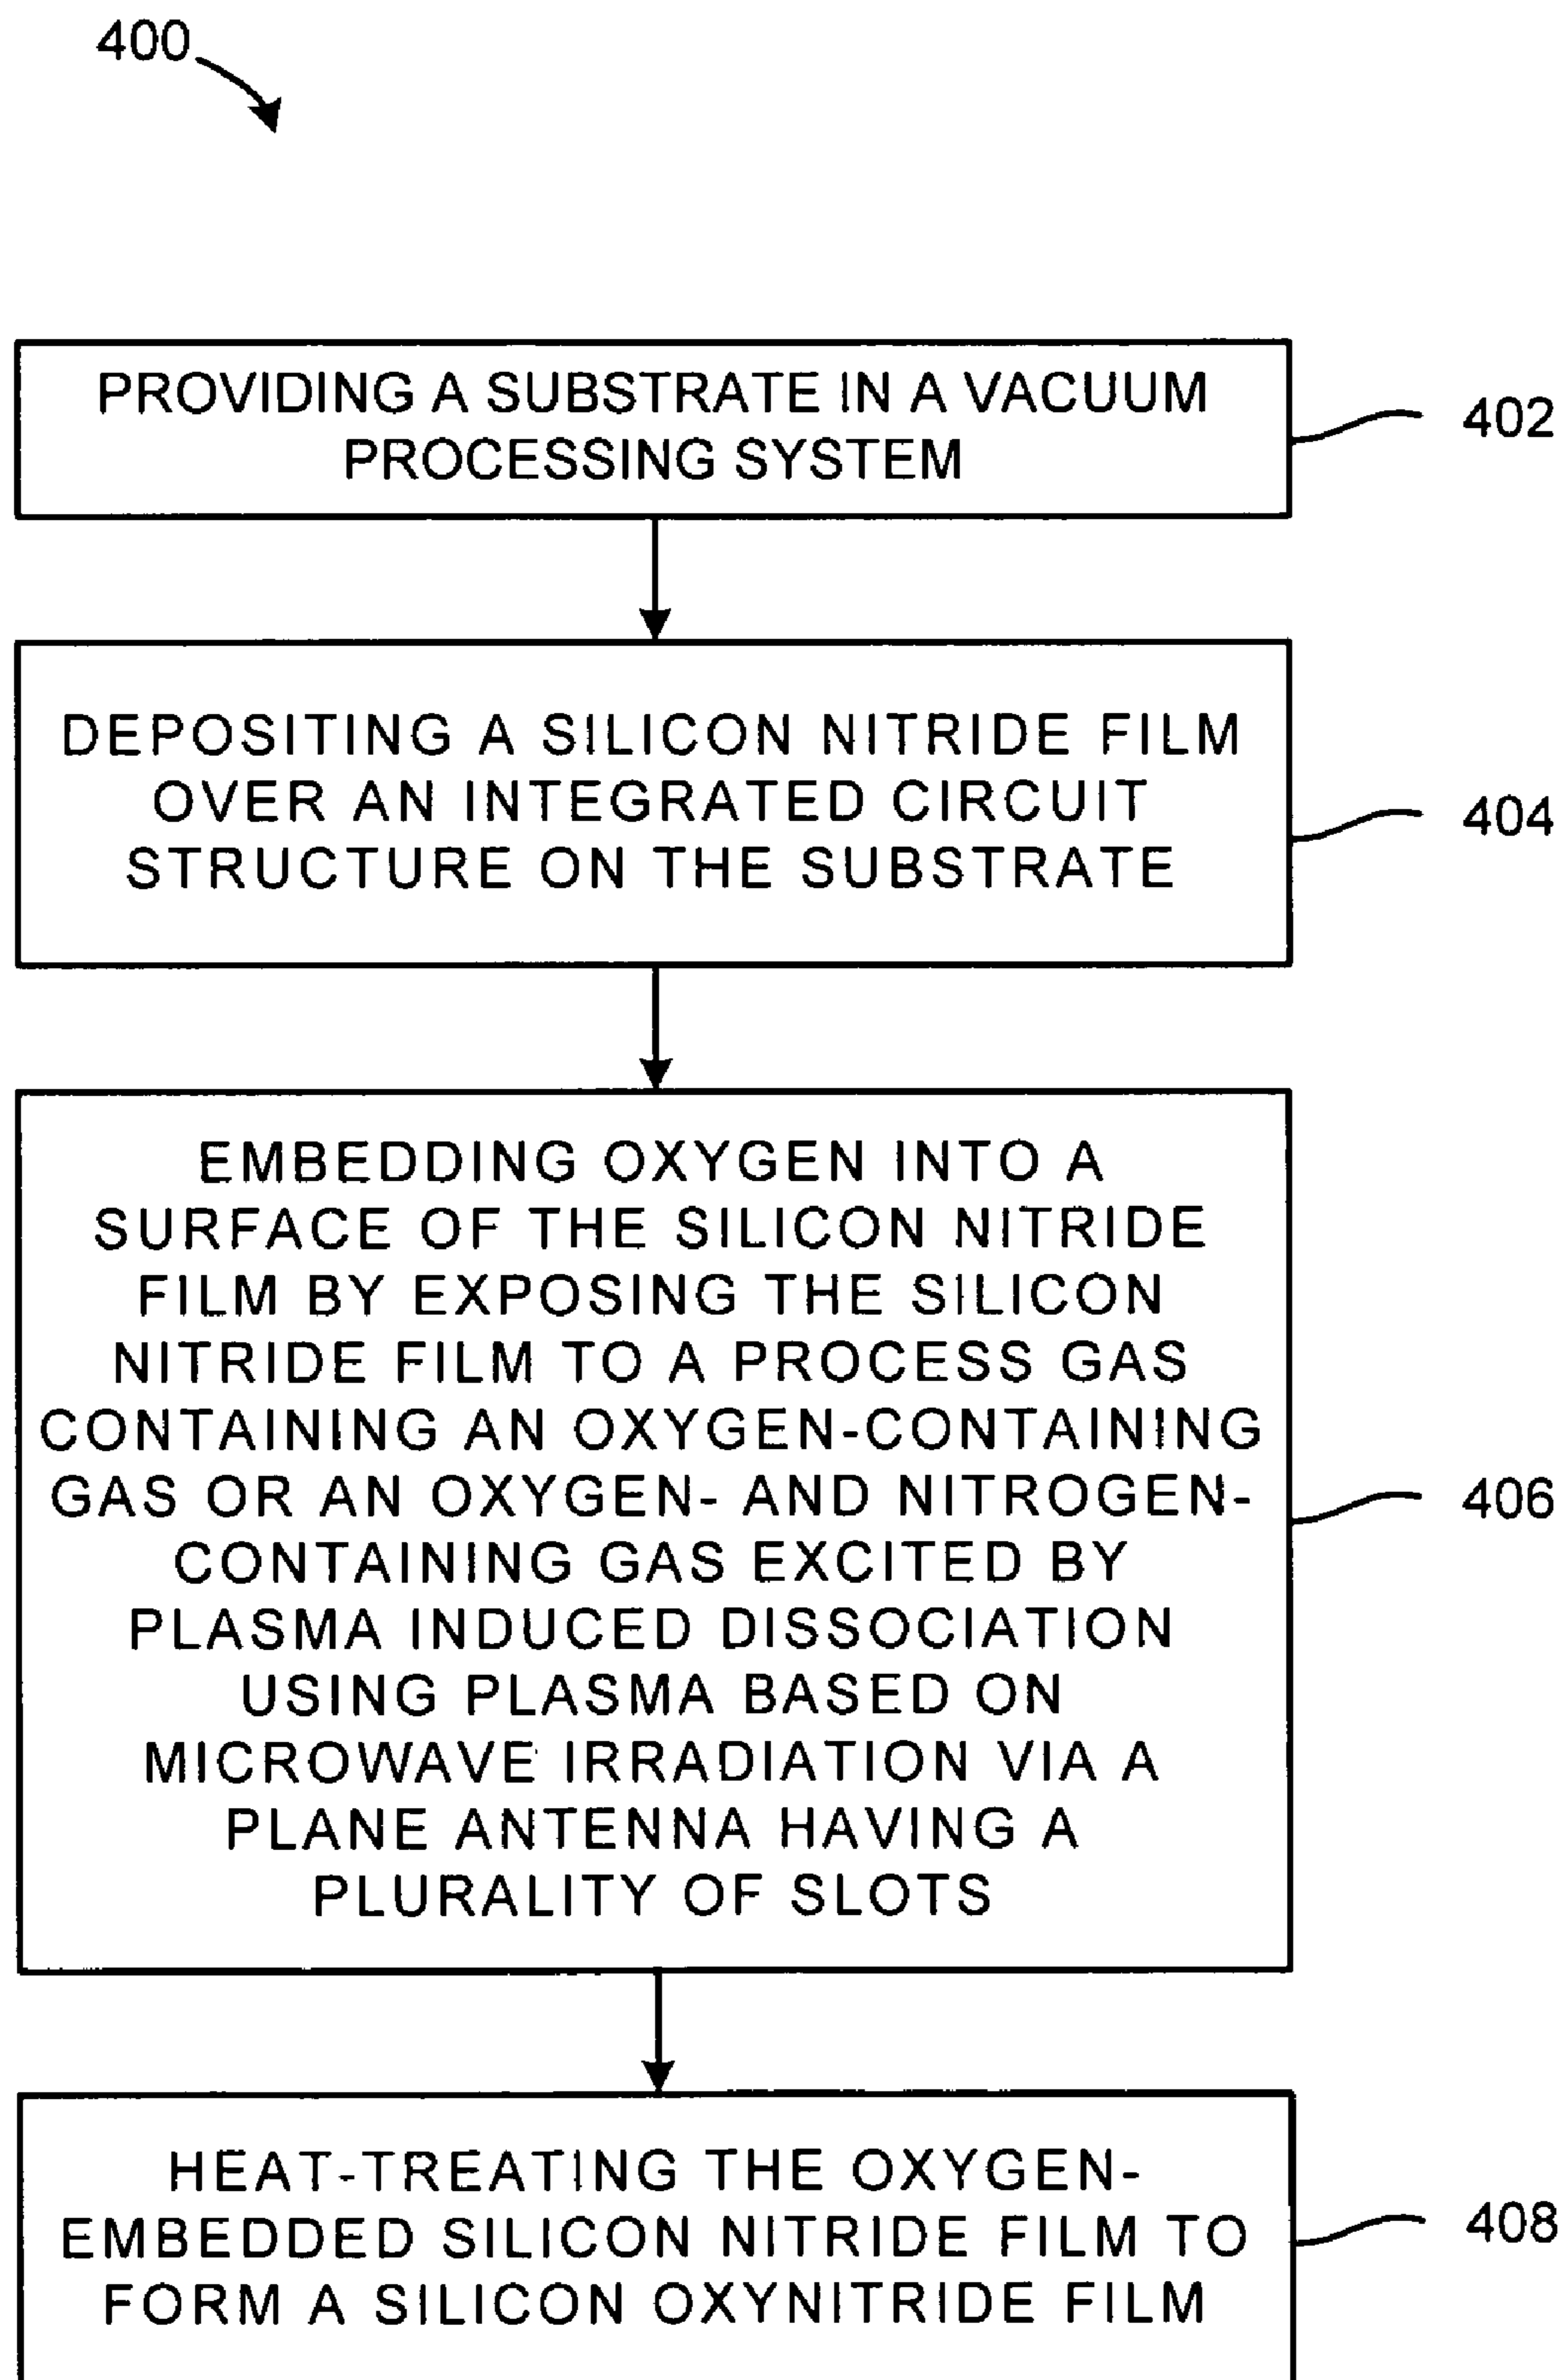 400
PROVIDING A SUBSTRATE IN A VACUUM
PROCESSING SYSTEM
402
DEPOSITING A SILICON NITRIDE FILM
OVER AN INTEGRATED CIRCUIT
STRUCTURE ON THE SUBSTRATE
404
EMBEDDING OXYGEN INTO A
SURFACE OF THE SILICON NITRIDE
FILM BY EXPOSING THE SILICON
NITRIDE FILM TO A PROCESS GAS
CONTAINING AN OXYGEN-CONTAINING
GAS OR AN OXYGEN- AND NITROGEN-
CONTAINING GAS EXCITED BY
PLASMA INDUCED DISSOCIATION
USING PLASMA BASED ON
MICROWAVE IRRADIATION VIA A
PLANE ANTENNA HAVING A
PLURALITY OF SLOTS
406
HEAT-TREATING THE OXYGEN-
EMBEDDED SILICON NITRIDE FILM TO
FORM A SILICON OXYNITRIDE FILM
408